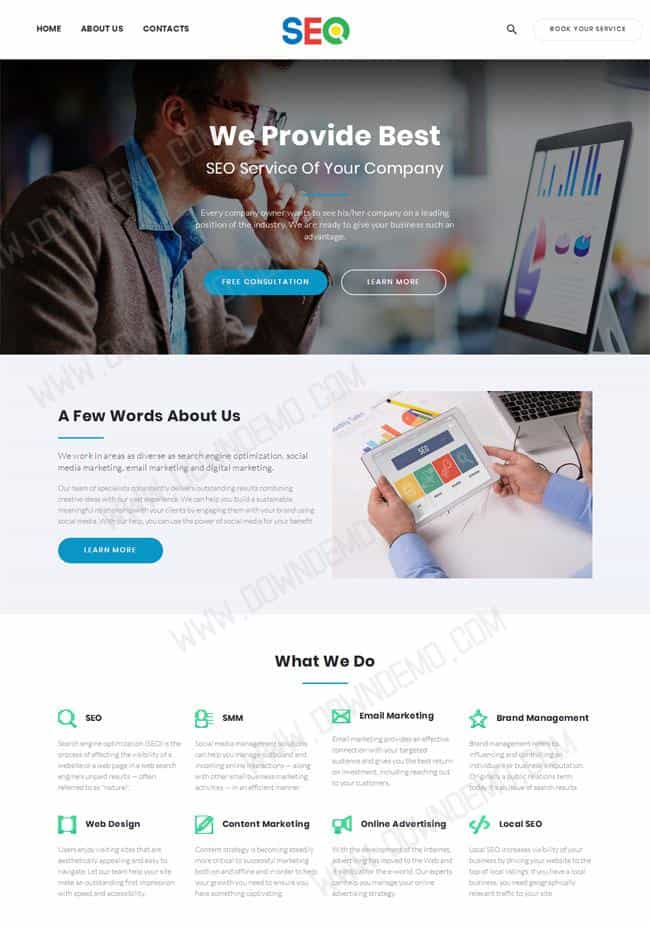 HOME ABOUT US CONTACTS SEO BOOK YOUR SERVICE
We Provide Best
SEO Service Of Your Company
Every company owner wants to see his/her company on a leading
position of the industry. We are ready to give your business such an
advantage.
FREE CONSULTATION LEARN MORE
A Few Words About Us
We work in areas as diverse as search engine optimization, social
media marketing, email marketing and digital marketing.
Our team of specialists consistently delivers outstanding results combining
creative ideas with our vast experience. We can help you build a sustainable,
meaningful relationship with your clients by engaging them with your brand using
social media. With our help, you can use the power of social media for your benefit.
LEARN MORE
SEO
What We Do
SEO
Search engine optimization (SEO) is the
process of affecting the visibility of a
website or a web page in a web search
engine's unpaid results — often
referred to as "natural".
SMM
Social media management solutions
can help you manage outbound and
incoming online interactions — along
with other small business marketing
activities — in an efficient manner.
Email Marketing
Email marketing provides an effective
connection with your targeted
audience and gives you the best return
on investment, including reaching out
to your customers.
Brand Management
Brand management refers to
influencing and controlling an
individual's or business's reputation.
Originally a public relations term,
today it's an issue of search results.
Web Design
Users enjoy visiting sites that are
aesthetically appealing and easy to
navigate. Let our team help your site
make an outstanding first impression
with speed and accessibility.
Content Marketing
Content strategy is becoming steadily
more critical to successful marketing
both on and offline and in order to help
your growth you need to ensure you
have something captivating.
Online Advertising
With the development of the Internet,
advertising has moved to the Web and
it's critical for the e-world. Our experts
can help you manage your online
advertising strategy.
Local SEO
Local SEO increases visibility of your
business by driving your website to the
top of local listings. If you have a local
business, you need geographically
relevant traffic to your site.
WWW.DOWNDEMO.COM
WWW.DOWNDEMO.COM
WWW.DOWNDEMO.COM